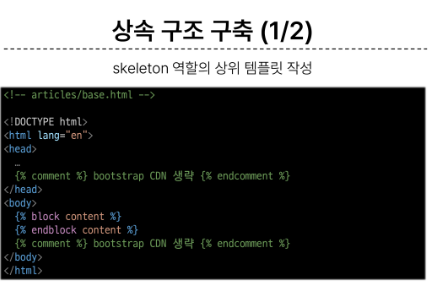 상속 구조 구축 (1/2)
skeleton 역할의 상위 템플릿 작성
<!-- articles/base.html -->
<!DOCTYPE html>
<html lang="en">
<head>
…
{% comment %} bootstrap CDN 생략 {% endcomment %}
</head>
<body>
{% block content %}
{% endblock content %}
{% comment %} bootstrap CDN 생략 {% endcomment %}
</body>
</html>